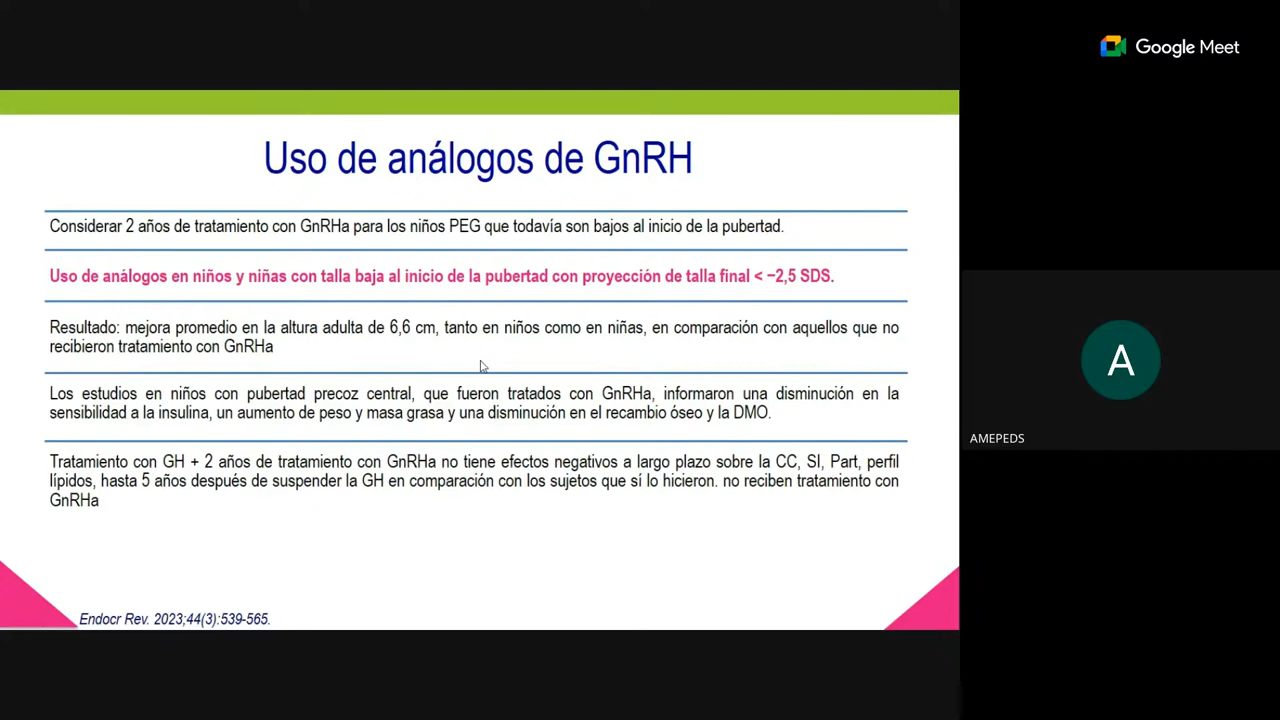 Google Meet
Uso de análogos de GnRH
Considerar 2 años de tratamiento con GnRHa para los niños PEG que todavía son bajos al inicio de la pubertad.
Uso de análogos en niños y niñas con talla baja al inicio de la pubertad con proyección de talla final < −2,5 SDS.
Resultado: mejora promedio en la altura adulta de 6,6 cm, tanto en niños como en niñas, en comparación con aquellos que no
recibieron tratamiento con GnRHa
Los estudios en niños con pubertad precoz central, que fueron tratados con GnRHa, informaron una disminución en la
sensibilidad a la insulina, un aumento de peso y masa grasa y una disminución en el recambio óseo y la DMO.
Tratamiento con GH + 2 años de tratamiento con GnRHa no tiene efectos negativos a largo plazo sobre la CC, SI, Part, perfil
lípidos, hasta 5 años después de suspender la GH en comparación con los sujetos que sí lo hicieron. no reciben tratamiento con
GnRHa
Endocr Rev. 2023;44(3):539-565.
A
AMEPEDS